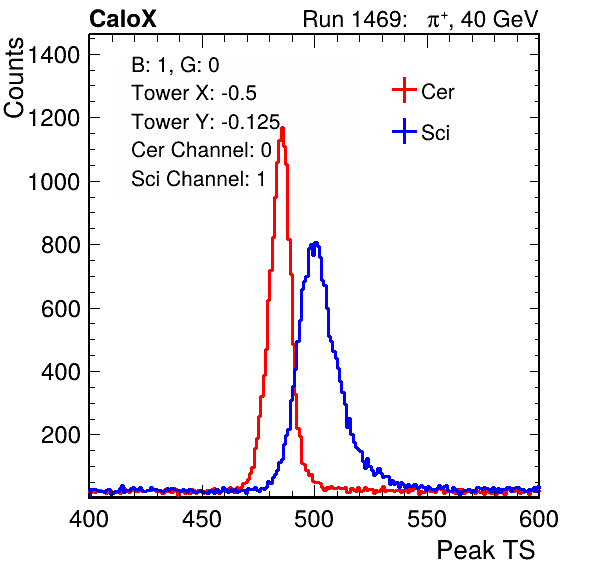 CaloX Run 1469: π⁺, 40 GeV
Counts
B: 1, G: 0
Tower X: -0.5
Tower Y: -0.125
Cer Channel: 0
Sci Channel: 1
Cer
Sci
1400
1200
1000
800
600
400
200
400 450 500 550 600
Peak TS